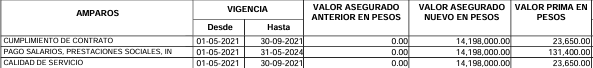 AMPAROS VIGENCIA VALOR ASEGURADO ANTERIOR EN PESOS VALOR ASEGURADO NUEVO EN PESOS VALOR PRIMA EN PESOS
Desde Hasta
CUMPLIMIENTO DE CONTRATO 01-05-2021 30-09-2021 0.00 14,198,000.00 23,650.00
PAGO SALARIOS, PRESTACIONES SOCIALES, IN 01-05-2021 31-05-2024 0.00 14,198,000.00 131,400.00
CALIDAD DE SERVICIO 01-05-2021 30-09-2021 0.00 14,198,000.00 23,650.00